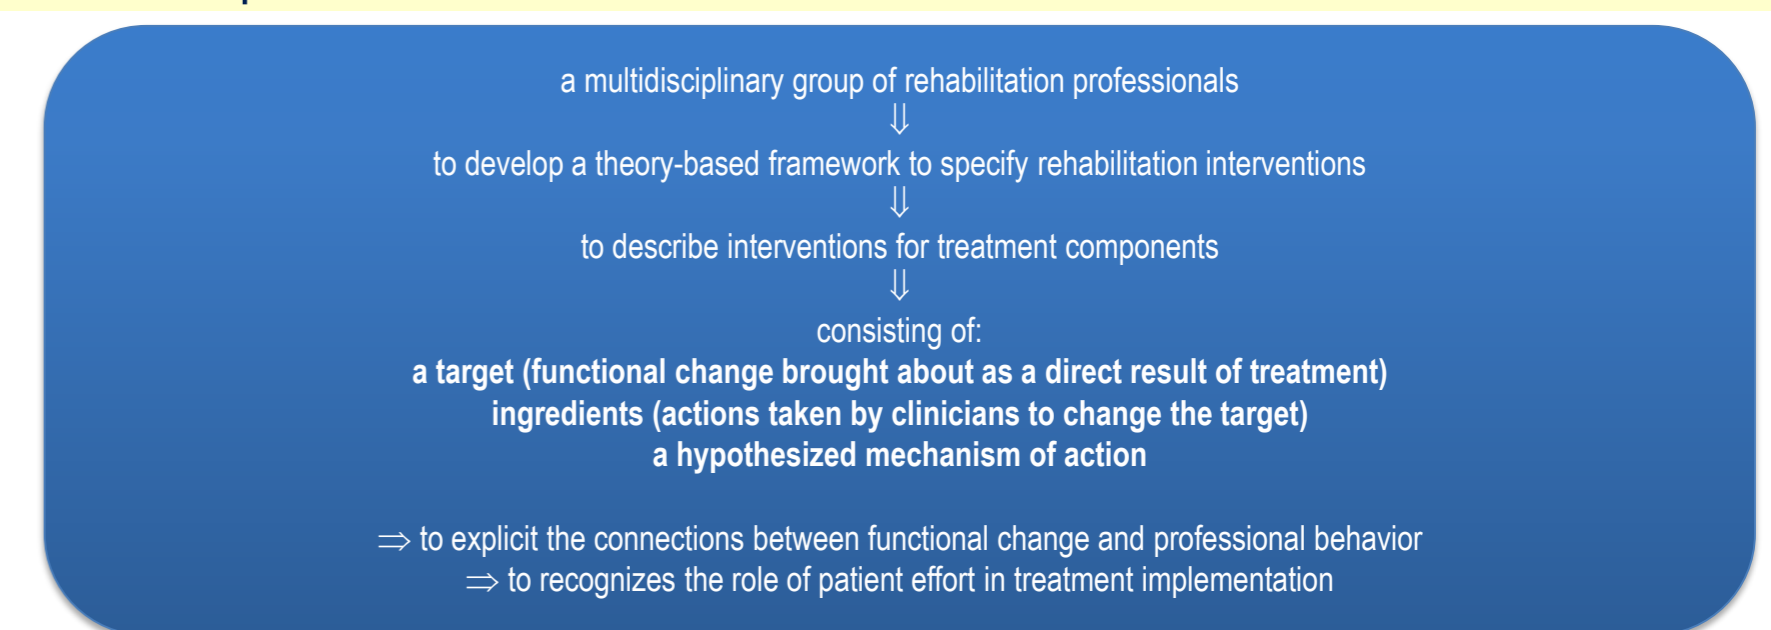 a multidisciplinary group of rehabilitation professionals
⇓
to develop a theory-based framework to specify rehabilitation interventions
⇓
to describe interventions for treatment components
⇓
consisting of:
a target (functional change brought about as a direct result of treatment)
ingredients (actions taken by clinicians to change the target)
a hypothesized mechanism of action
⇒ to explicit the connections between functional change and professional behavior
⇒ to recognizes the role of patient effort in treatment implementation